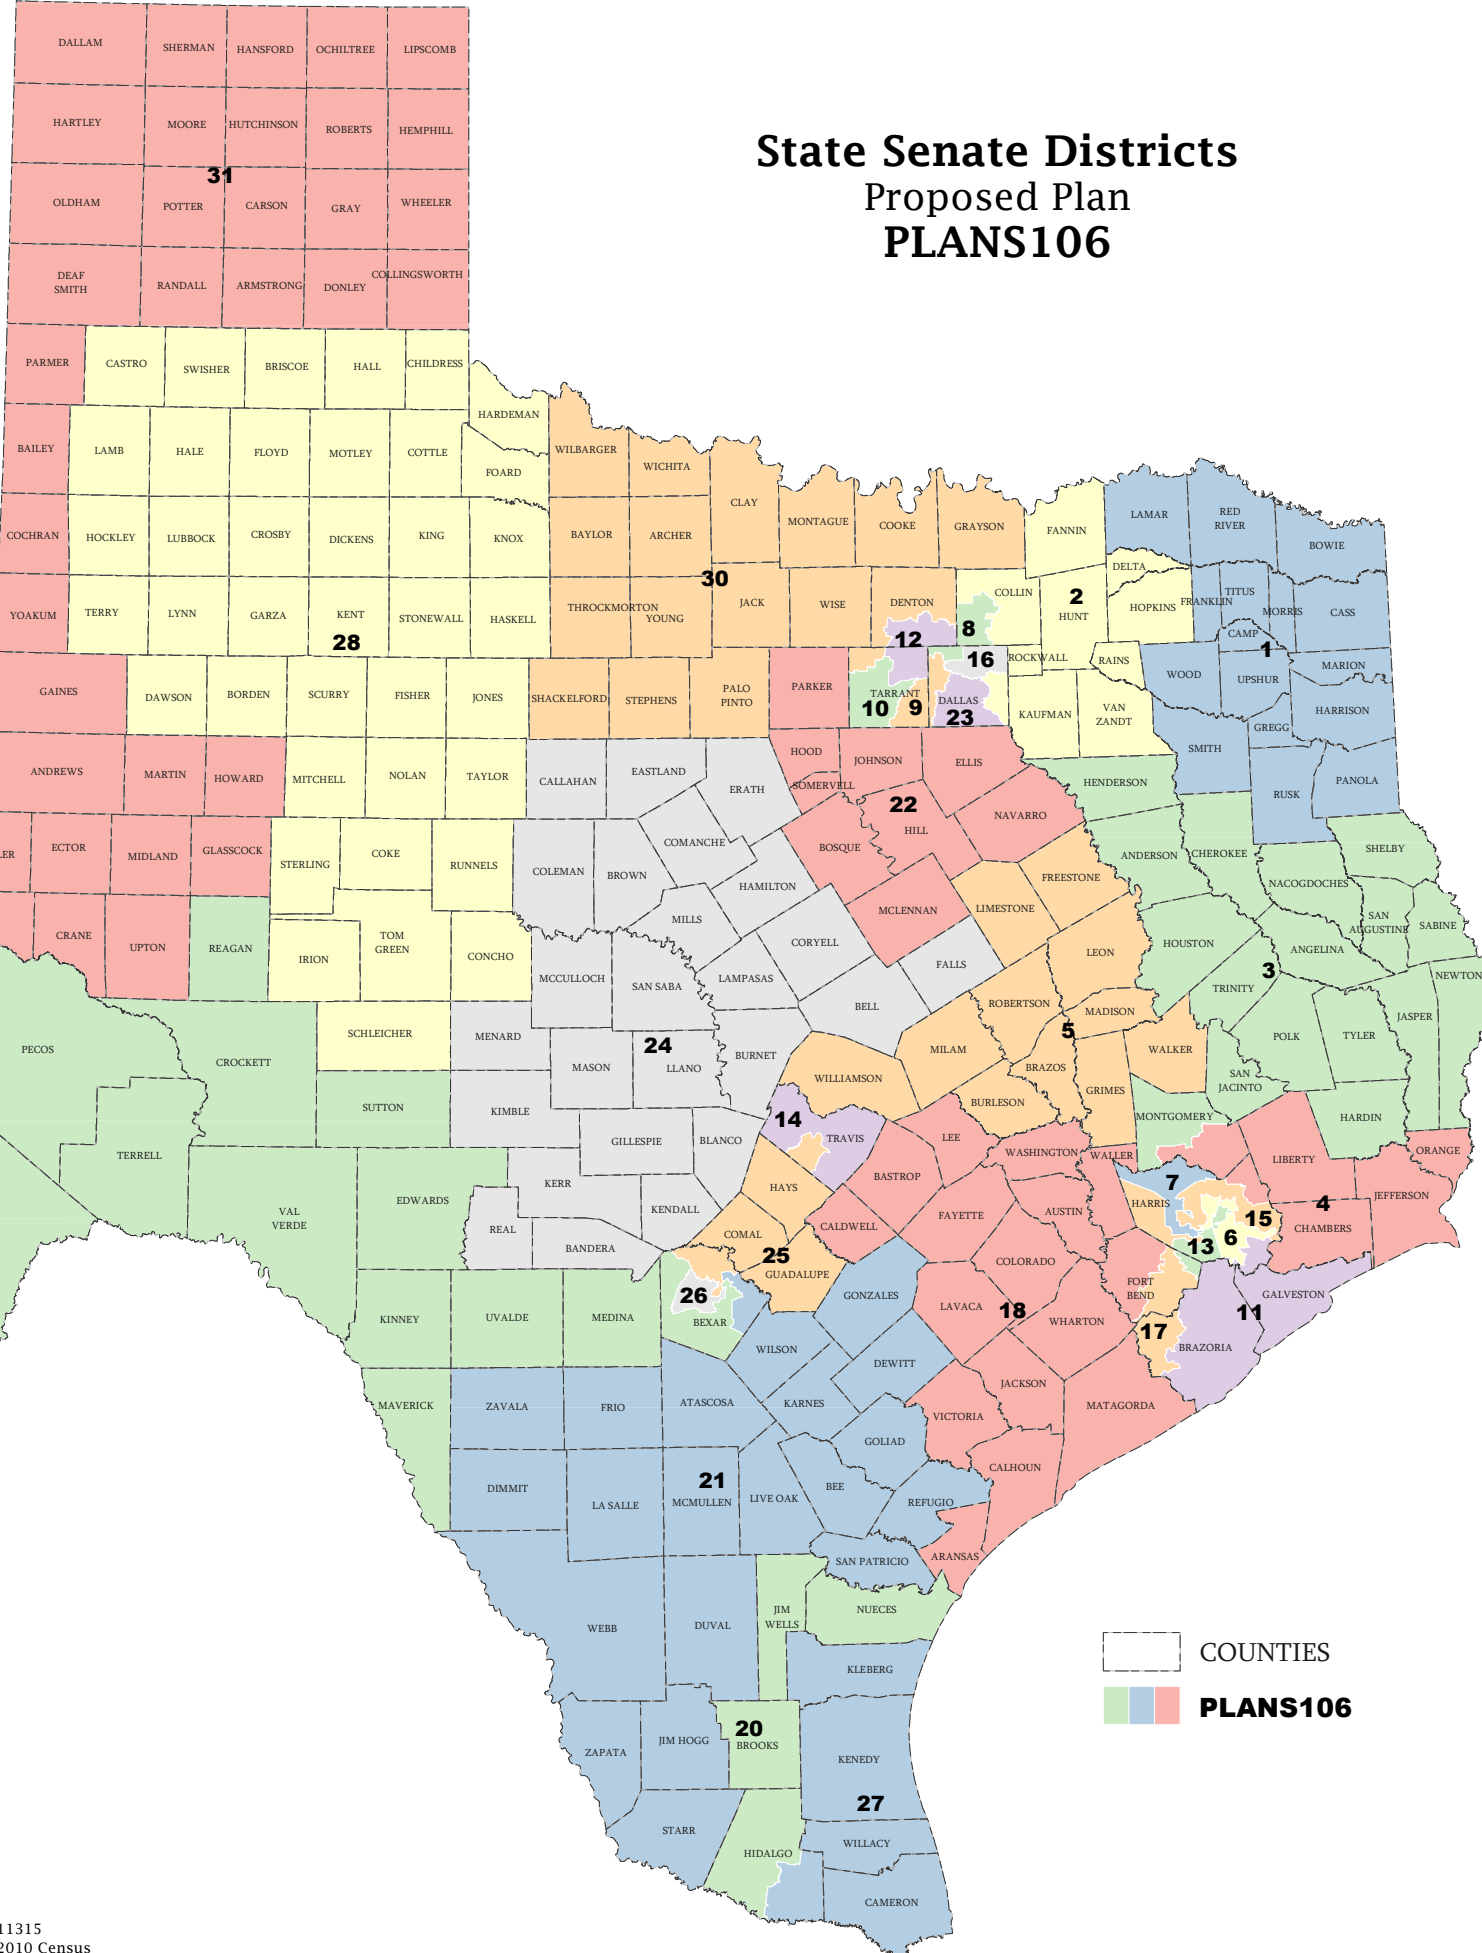 State Senate Districts
Proposed Plan
PLANS106
DALLAM
SHERMAN
HANSFORD
OCHILTREE
LIPSCOMB
HARTLEY
MOORE
HUTCHINSON
ROBERTS
HEMPHILL
31
OLDHAM
POTTER
CARSON
GRAY
WHEELER
DEAF
SMITH
RANDALL
ARMSTRONG
DONLEY
COLLINGSWORTH
PARMER
CASTRO
SWISHER
BRISCOE
HALL
CHILDRESS
HARDEMAN
BAILEY
LAMB
HALE
FLOYD
MOTLEY
COTTLE
FOARD
WILBARGER
WICHITA
CLAY
MONTAGUE
COOKE
GRAYSON
FANNIN
LAMAR
RED
RIVER
BOWIE
COCHRAN
HOCKLEY
LUBBOCK
CROSBY
DICKENS
KING
KNOX
BAYLOR
ARCHER
30
YOAKUM
TERRY
LYNN
GARZA
KENT
28
STONEWALL
HASKELL
THROCKMORTON
YOUNG
JACK
WISE
DENTON
COLLIN
2
HUNT
DELTA
HOPKINS
FRANKLIN
TITUS
MORRIS
CASS
CAMP
1
12
8
16
ROCKWALL
RAINS
WOOD
UPSHUR
MARION
HARRISON
GREGG
GAINES
DAWSON
BORDEN
SCURRY
FISHER
JONES
SHACKELFORD
STEPHENS
PALO
PINTO
PARKER
TARRANT
10
9
DALLAS
23
KAUFMAN
VAN
ZANDT
SMITH
PANOLA
RUSK
ANDREWS
MARTIN
HOWARD
MITCHELL
NOLAN
TAYLOR
CALLAHAN
EASTLAND
ERATH
HOOD
SOMERVELL
JOHNSON
ELLIS
22
HILL
NAVARRO
HENDERSON
LER
ECTOR
MIDLAND
GLASSCOCK
STERLING
COKE
RUNNELS
COLEMAN
BROWN
COMANCHE
HAMILTON
BOSQUE
MCLENNAN
LIMESTONE
FREESTONE
ANDERSON
CHEROKEE
NACOGDOCHES
SHELBY
CRANE
UPTON
REAGAN
IRION
TOM
GREEN
CONCHO
MCCULLOCH
SAN SABA
MILLS
LAMPASAS
CORYELL
BELL
FALLS
LEON
HOUSTON
3
TRINITY
ANGELINA
SAN
AUGUSTINE
SABINE
NEWTON
PECOS
CROCKETT
SCHLEICHER
MENARD
MASON
24
LLANO
BURNET
WILLIAMSON
MILAM
ROBERTSON
5
BRAZOS
MADISON
WALKER
GRIMES
SAN
JACINTO
POLK
TYLER
JASPER
HARDIN
TERRELL
SUTTON
KIMBLE
GILLESPIE
BLANCO
14
TRAVIS
LEE
BURLESON
WASHINGTON
WALLER
MONTGOMERY
LIBERTY
ORANGE
JEFFERSON
VAL
VERDE
EDWARDS
REAL
KERR
BANDERA
KENDALL
HAYS
COMAL
25
GUADALUPE
CALDWELL
BASTROP
FAYETTE
AUSTIN
COLORADO
HARRIS
7
15
4
CHAMBERS
13
6
KINNEY
UVALDE
MEDINA
26
BEXAR
WILSON
GONZALES
LAVACA
18
WHARTON
FORT
BEND
17
BRAZORIA
11
GALVESTON
MAVERICK
ZAVALA
FRIO
ATASCOSA
KARNES
DEWITT
VICTORIA
JACKSON
MATAGORDA
DIMMIT
LA SALLE
21
MCMULLEN
LIVE OAK
BEE
GOLIAD
REFUGIO
CALHOUN
ARANSAS
SAN PATRICIO
WEBB
DUVAL
JIM
WELLS
NUECES
KLEBERG
ZAPATA
JIM HOGG
20
BROOKS
KENEDY
27
STARR
HIDALGO
WILLACY
CAMERON
COUNTIES
PLANS106
11315
2010 Census